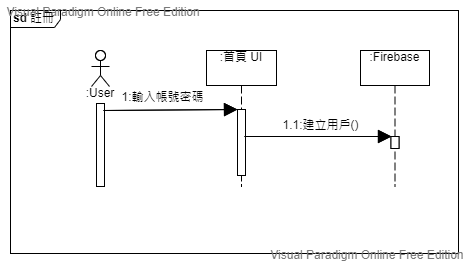 Visual Paradigm Online Free Edition
sd 註冊
:首頁 UI
:Firebase
:User
1:輸入帳號密碼
1.1:建立用戶()
Visual Paradigm Online Free Edition